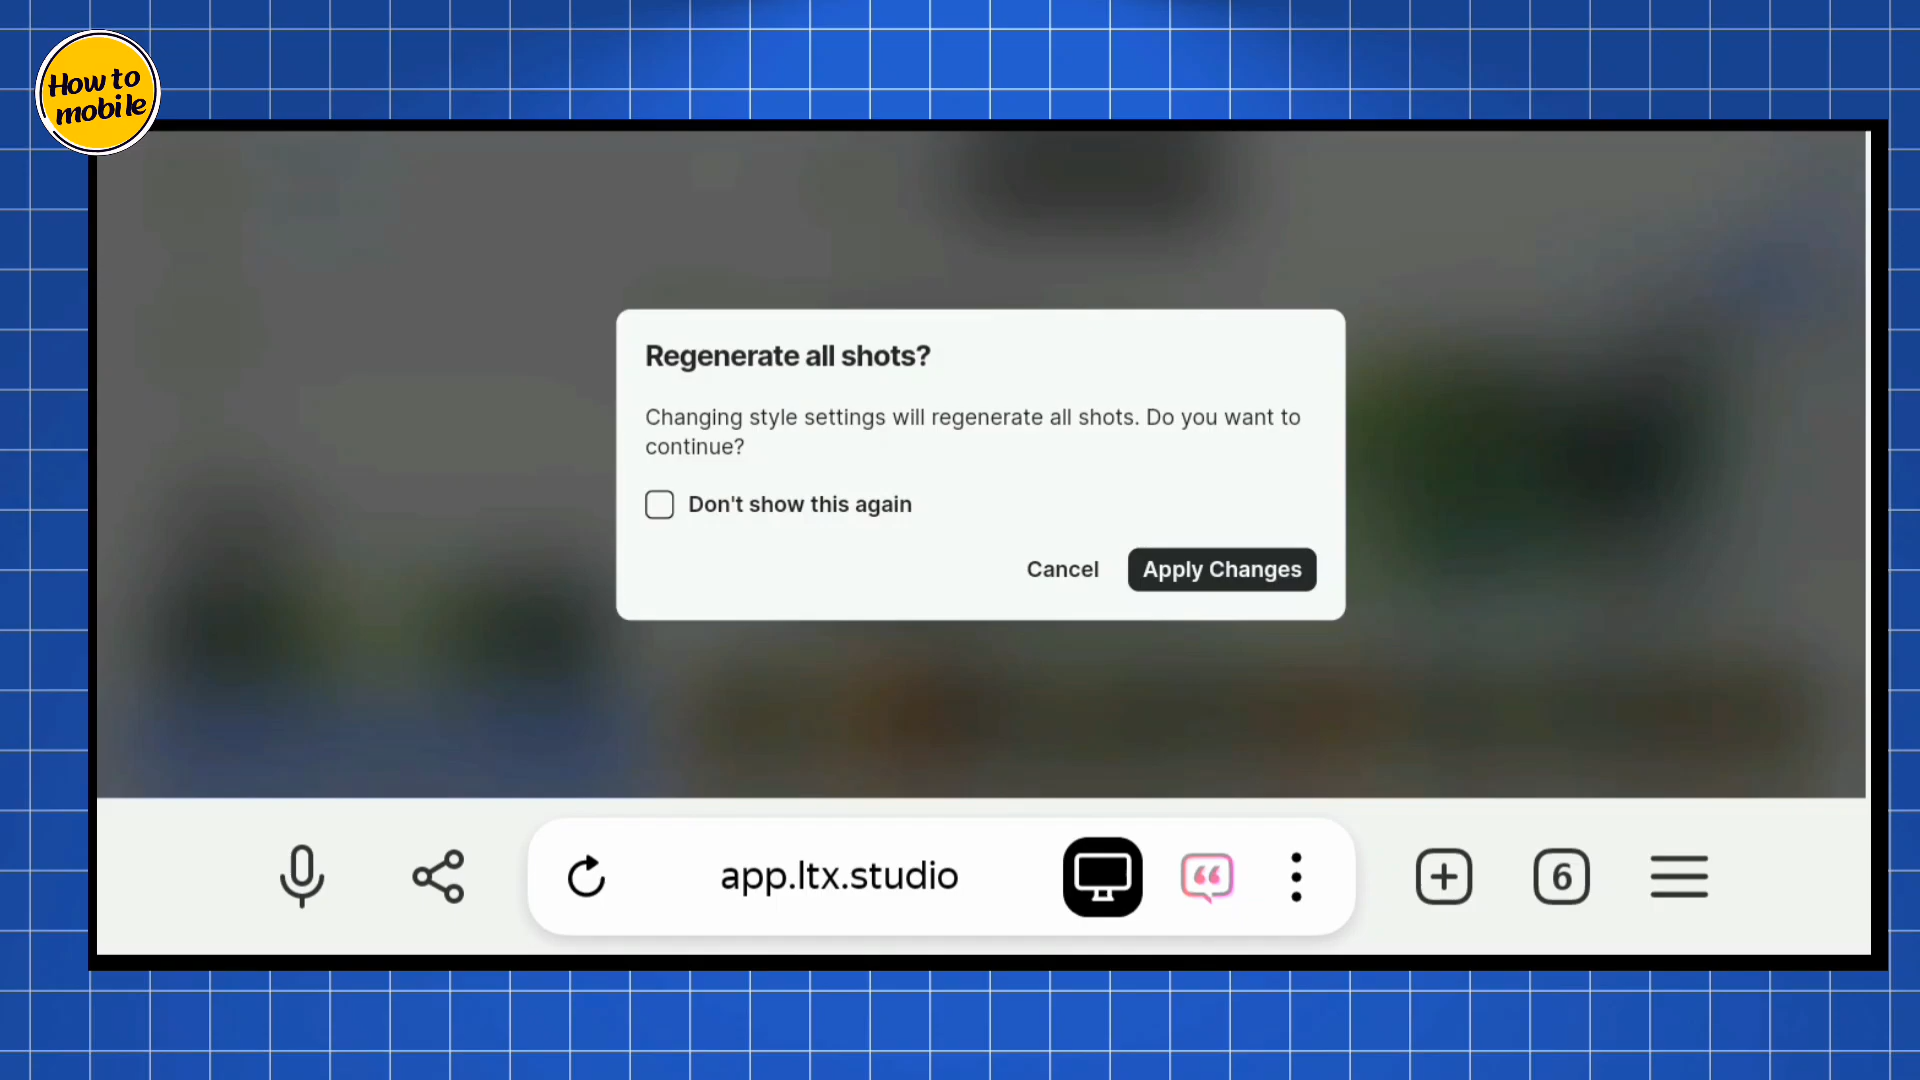 How to
mobile
Regenerate all shots?
Changing style settings will regenerate all shots. Do you want to
continue?
Don't show this again
Cancel
Apply Changes
app.ltx.studio
6